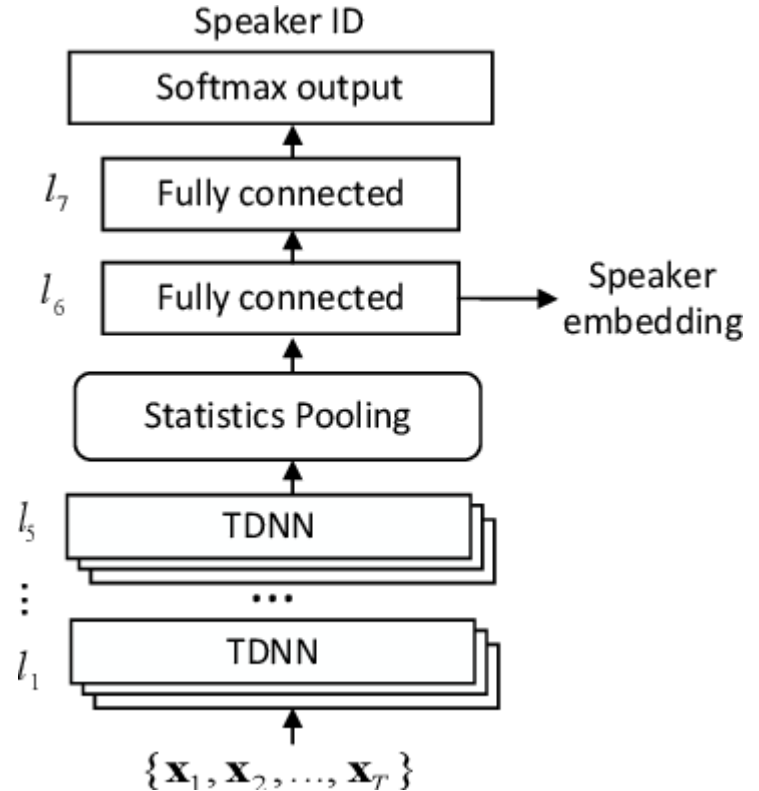 Speaker ID
Softmax output
l₇ Fully connected
l₆ Fully connected
Speaker
embedding
Statistics Pooling
l₅ TDNN
⋮ ...
l₁ TDNN
{x₁, x₂, ..., x_T}